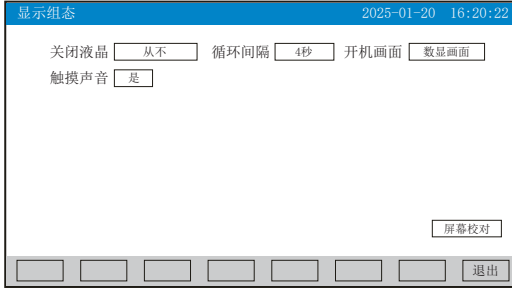 显示组态 2025-01-20 16:20:22
关闭液晶 从不 循环间隔 4秒 开机画面 数显画面
触摸声音 是
屏幕校对
退出